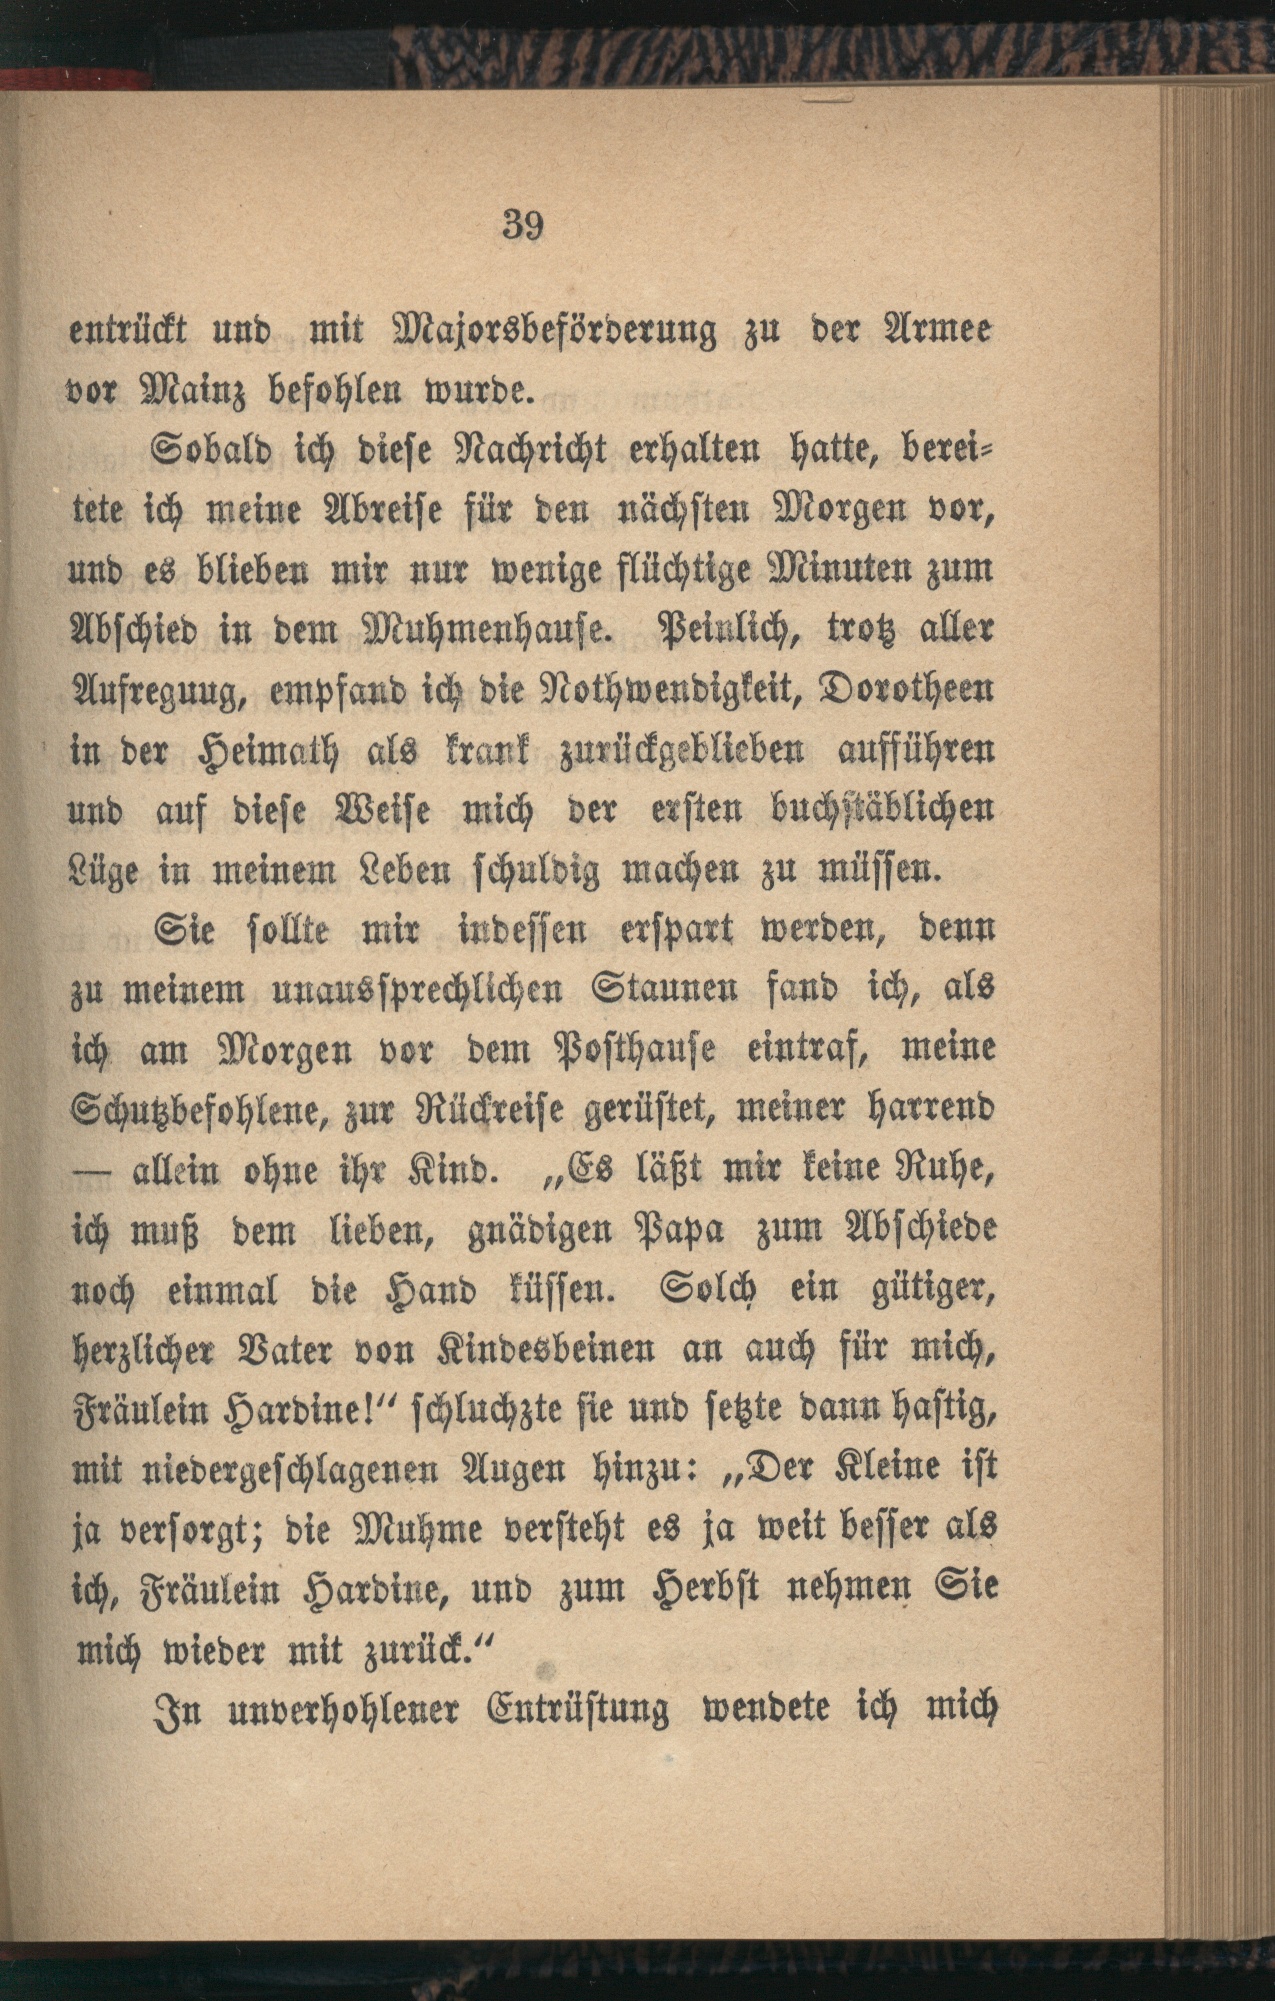 39
entrückt und mit Majorsbeförderung zu der Armee
vor Mainz befohlen wurde.
Sobald ich diese Nachricht erhalten hatte, berei-
tete ich meine Abreise für den nächsten Morgen vor,
und es blieben mir nur wenige flüchtige Minuten zum
Abschied in dem Muhmenhause. Peinlich, trotz aller
Aufregung, empfand ich die Nothwendigkeit, Dorotheen
in der Heimath als krank zurückgeblieben aufführen
und auf diese Weise mich der ersten buchstäblichen
Lüge in meinem Leben schuldig machen zu müssen.
Sie sollte mir indessen erspart werden, denn
zu meinem unaussprechlichen Staunen fand ich, als
ich am Morgen vor dem Posthause eintraf, meine
Schutzbefohlene, zur Rückreise gerüstet, meiner harrend
— allein ohne ihr Kind. „Es läßt mir keine Ruhe,
ich muß dem lieben, gnädigen Papa zum Abschiede
noch einmal die Hand küssen. Solch ein gütiger,
herzlicher Vater von Kindesbeinen an auch für mich,
Fräulein Hardine!“ schluchzte sie und setzte dann hastig,
mit niedergeschlagenen Augen hinzu: „Der Kleine ist
ja versorgt; die Muhme versteht es ja weit besser als
ich, Fräulein Hardine, und zum Herbst nehmen Sie
mich wieder mit zurück.“
In unverhohlener Entrüstung wendete ich mich